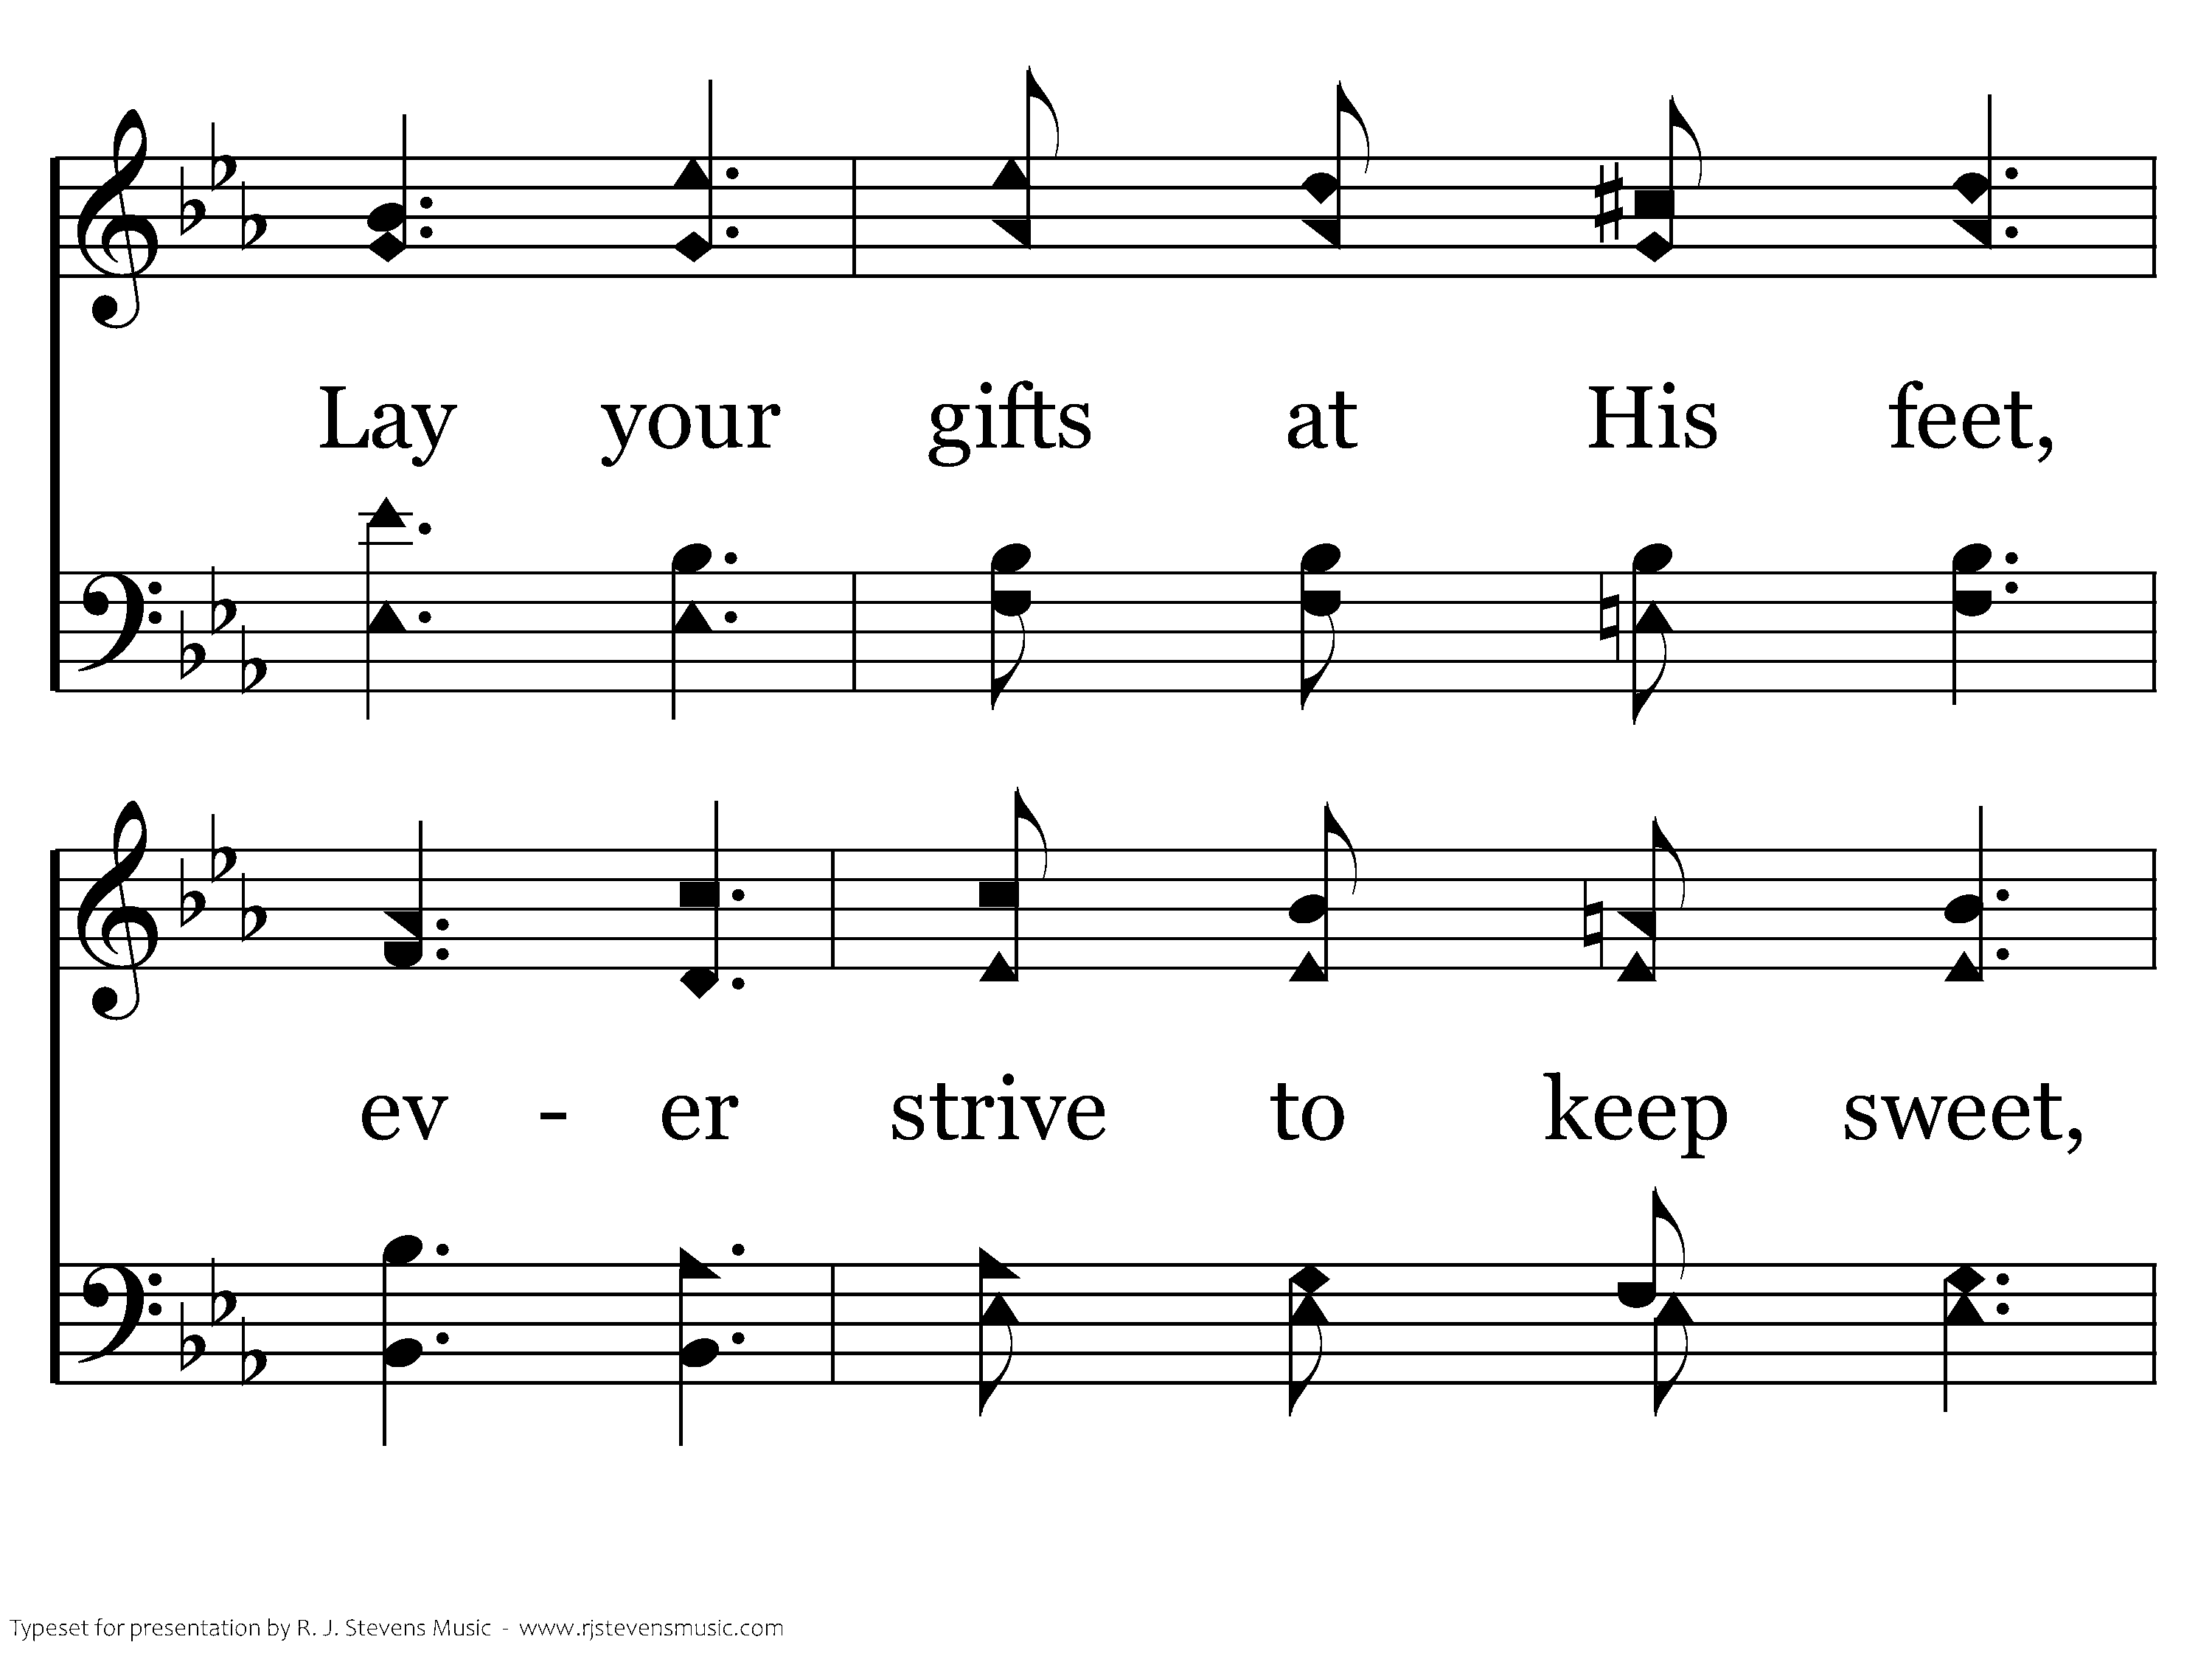 Lay your gifts at His feet,
ev - er strive to keep sweet,
Typeset for presentation by R. J. Stevens Music - www.rjstevensmusic.com